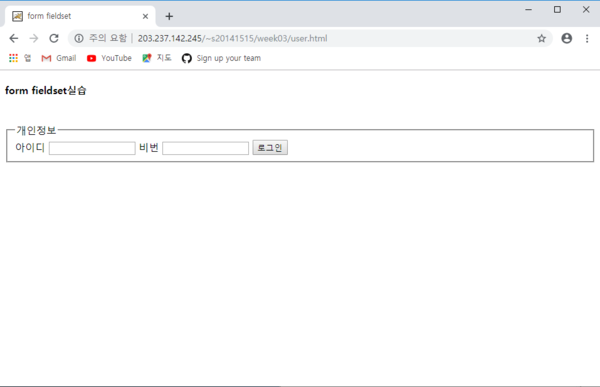 form fieldset
주의 요함 | 203.237.142.245/~s20141515/week03/user.html
앱 Gmail YouTube 지도 Sign up your team
form fieldset실습
개인정보
아이디 비번 로그인